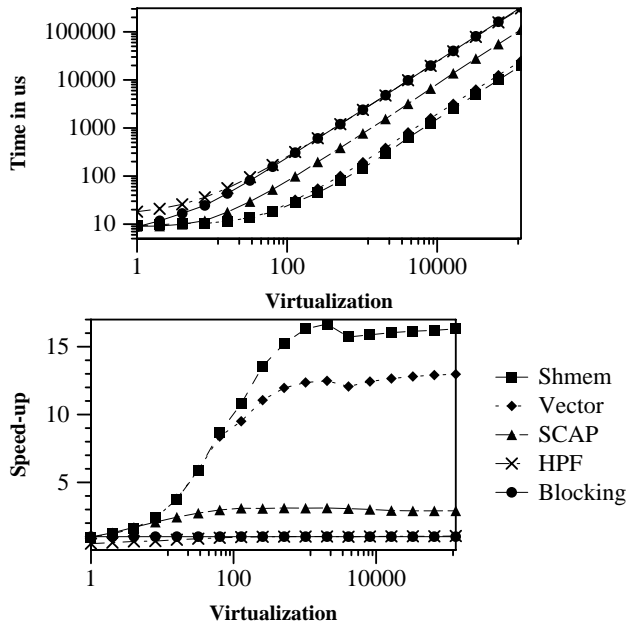 Time in us
100000
10000
1000
100
10
1
100
10000
Virtualization
Speed-up
15
10
5
1
100
10000
Virtualization
Shmem
Vector
SCAP
HPF
Blocking